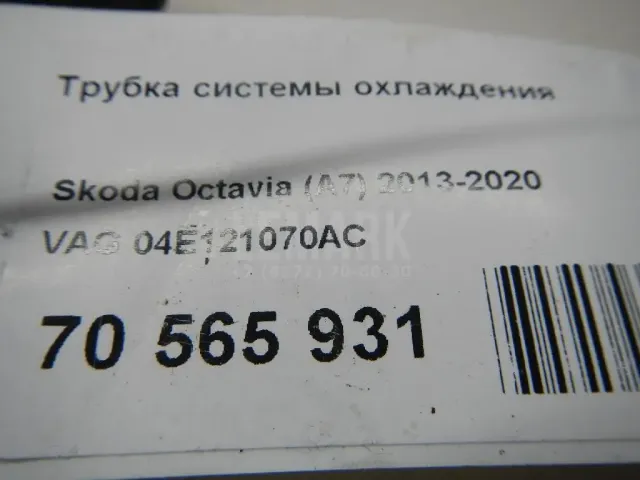 Трубка системы охлаждения
Skoda Octavia (A7) 2013-2020
VAG 04E121070AC
70 565 931